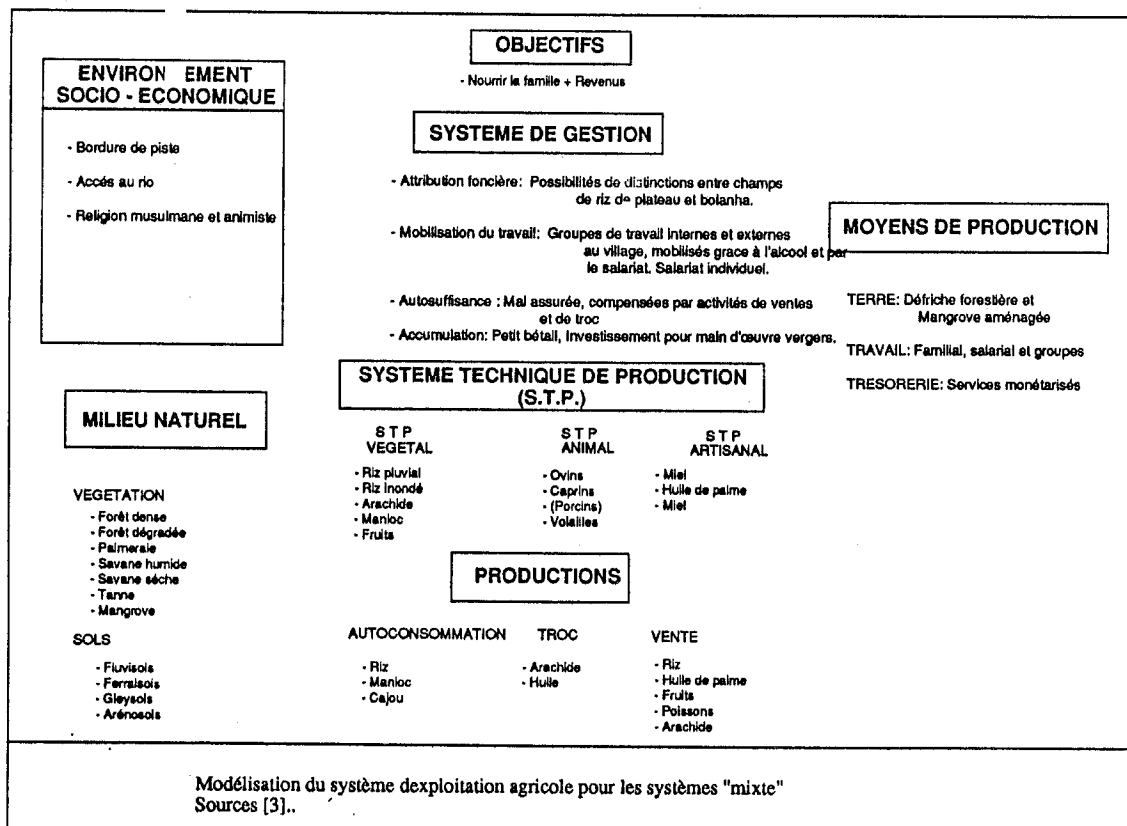 OBJECTIFS
- Nourrir la famille + Revenus
ENVIRON EMENT
SOCIO - ECONOMIQUE
- Bordure de piste
- Accés au rio
- Religion musulmane et animiste
SYSTEME DE GESTION
- Attribution foncière: Possibilités de distinctions entre champs
de riz de plateau et bolanha.
- Mobilisation du travail: Groupes de travail internes et externes
au village, mobilisés grace à l'alcool et par
le salariat. Salariat individuel.
- Autosuffisance : Mal assurée, compensées par activités de ventes
et de troc
- Accumulation: Petit bétail, Investissement pour main d'œuvre vergers.
MOYENS DE PRODUCTION
TERRE: Défriche forestière et
Mangrove aménagée
TRAVAIL: Familial, salarial et groupes
TRESORERIE: Services monétarisés
SYSTEME TECHNIQUE DE PRODUCTION
(S.T.P.)
S T P
VEGETAL
- Riz pluvial
- Riz Inondé
- Arachide
- Manioc
- Fruits
S T P
ANIMAL
- Ovins
- Caprins
- (Porcins)
- Volailles
S T P
ARTISANAL
- Miel
- Huile de palme
- Miel
MILIEU NATUREL
VEGETATION
- Forêt dense
- Forêt dégradée
- Palmeraie
- Savane humide
- Savane séche
- Tanne
- Mangrove
SOLS
- Fluvisols
- Ferralsols
- Gleysols
- Arénosols
PRODUCTIONS
AUTOCONSOMMATION
- Riz
- Manioc
- Cajou
TROC
- Arachide
- Huile
VENTE
- Riz
- Huile de palme
- Fruits
- Poissons
- Arachide
Modélisation du système dexploitation agricole pour les systèmes "mixte"
Sources [3]..